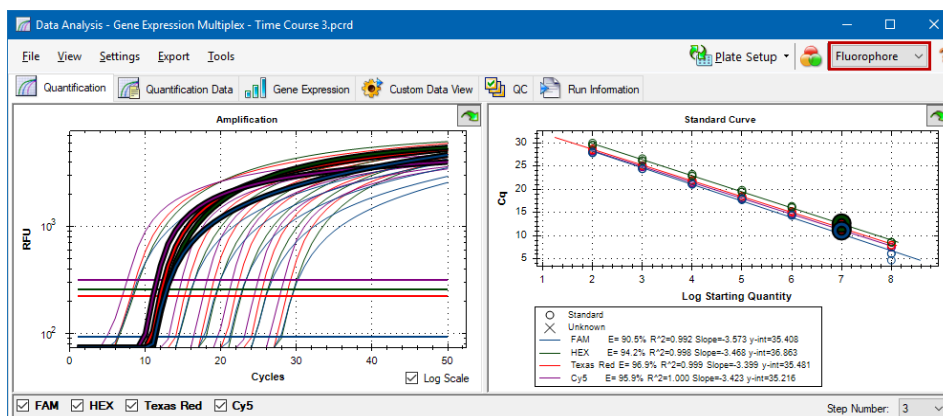 Data Analysis - Gene Expression Multiplex - Time Course 3.pcrd
File View Settings Export Tools
Plate Setup
Fluorophore
Quantification
Quantification Data
Gene Expression
Custom Data View
QC
Run Information
Amplification
10^3
10^2
RFU
0 10 20 30 40 50
Cycles
Log Scale
Standard Curve
30
25
20
15
10
5
Cq
1 2 3 4 5 6 7 8
Log Starting Quantity
Standard
Unknown
FAM E= 90.5% R^2=0.992 Slope=-3.573 y-int=35.408
HEX E= 94.2% R^2=0.998 Slope=-3.468 y-int=36.863
Texas Red E= 96.9% R^2=0.999 Slope=-3.399 y-int=35.481
Cy5 E= 95.9% R^2=1.000 Slope=-3.423 y-int=35.216
FAM HEX Texas Red Cy5
Step Number: 3